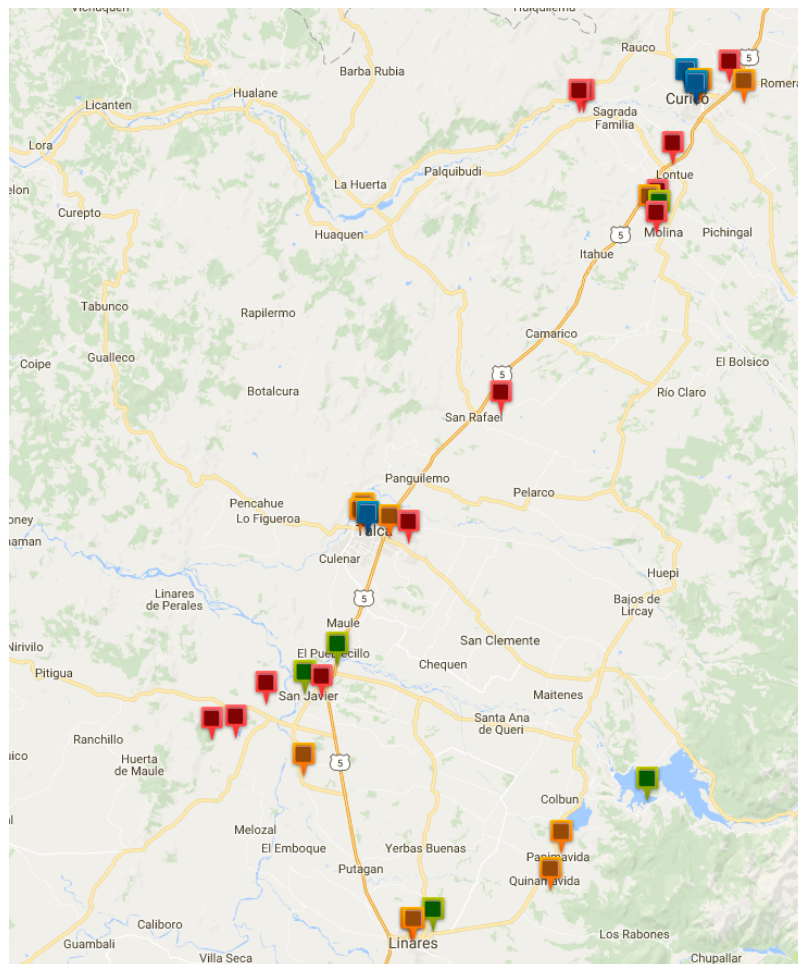 Rauco
5
Barba Rubia
Romera
Hualane
Licanten
Sagrada
Familia
Lora
Palquibudi
Lontue
La Huerta
Curepto
Huaquen
5
Molina
Pichingal
Itahue
Tabunco
Rapilermo
Camarico
Gualleco
Coipe
El Bolsico
5
Botalcura
Río Claro
San Rafael
Panguilemo
Pelarco
Pencahue
Lo Figueroa
Talca
Culenar
Huepi
Linares
de Perales
5
Bajos de
Lircay
Maule
San Clemente
Nirivilo
Chequen
Pitigua
San Javier
Maitenes
Santa Ana
de Queri
Ranchillo
Huerta
de Maule
5
Colbun
Melozal
El Emboque
Yerbas Buenas
Panimavida
Putagan
Quinamavida
Caliboro
Los Rabones
Guambali
Linares
Villa Seca
Chupallar